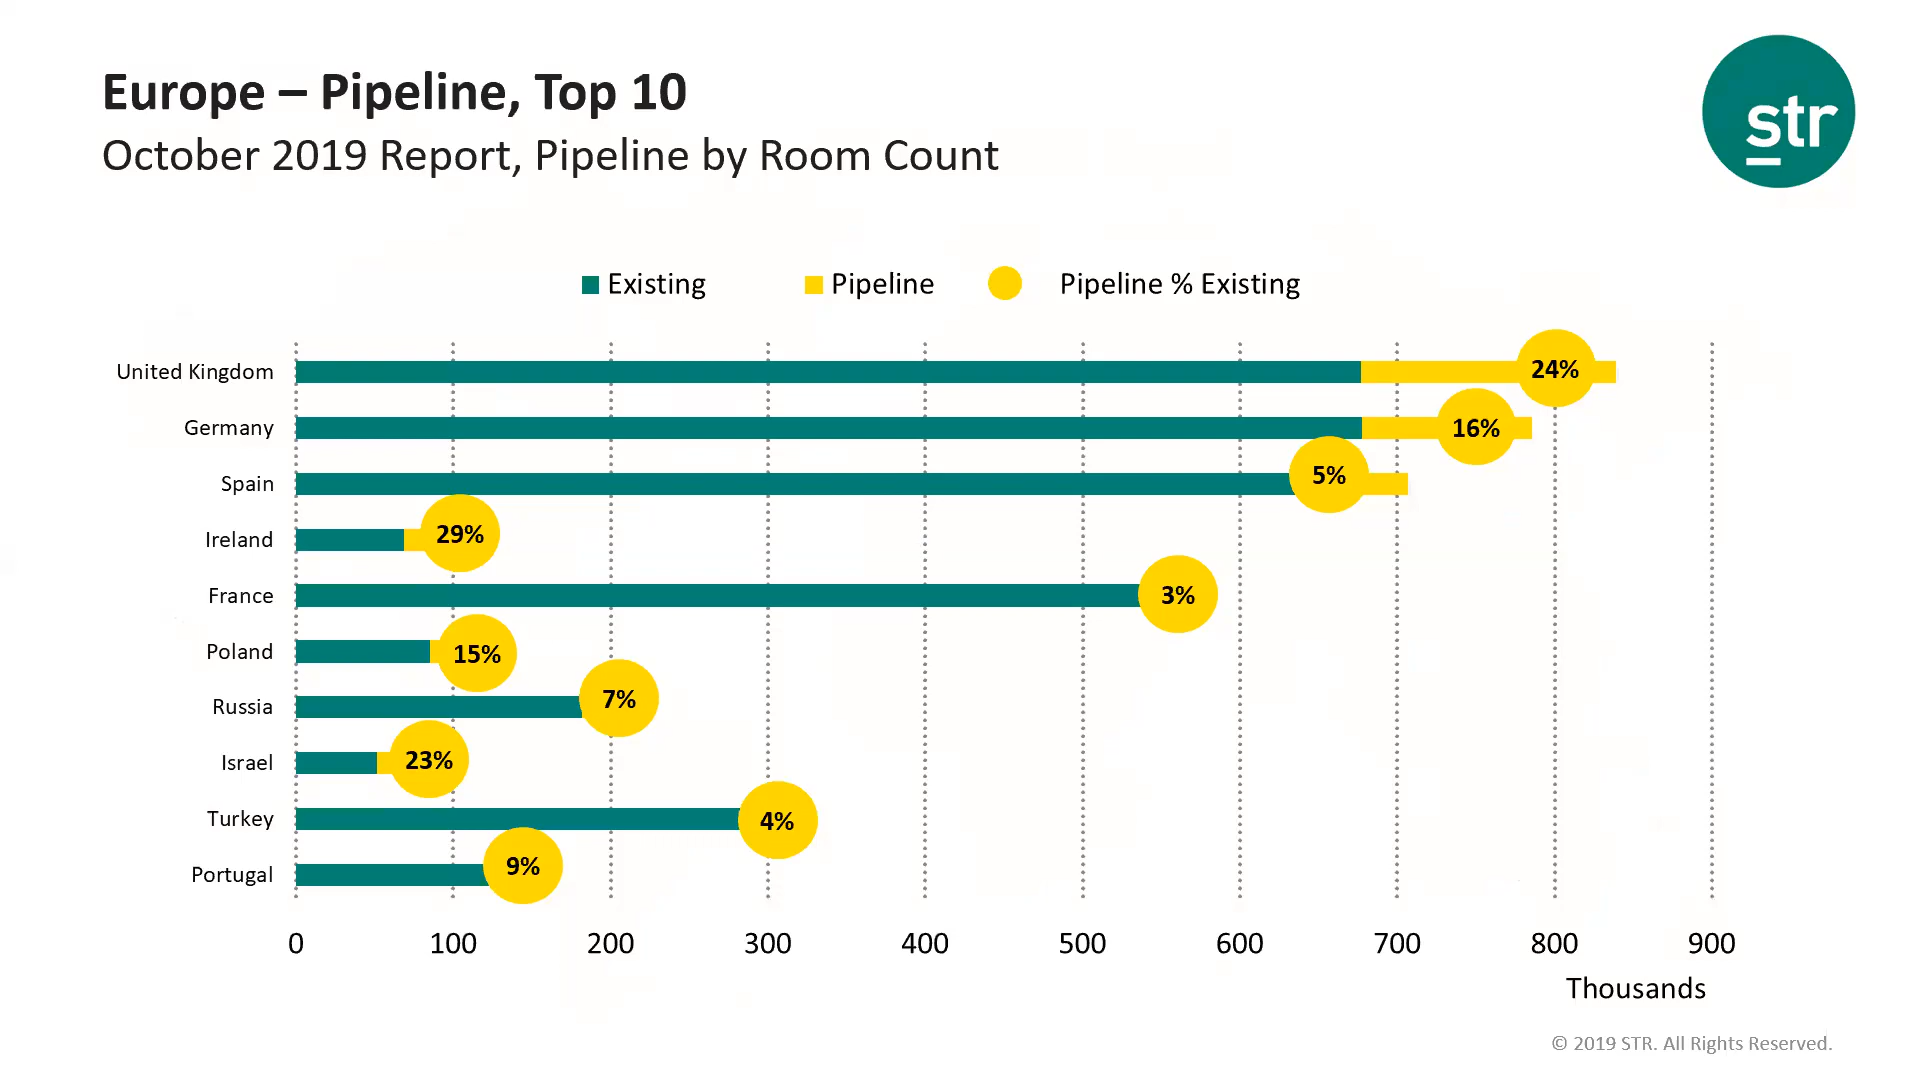 Europe – Pipeline, Top 10
October 2019 Report, Pipeline by Room Count
str
Existing Pipeline Pipeline % Existing
United Kingdom 24%
Germany 16%
Spain 5%
Ireland 29%
France 3%
Poland 15%
Russia 7%
Israel 23%
Turkey 4%
Portugal 9%
0 100 200 300 400 500 600 700 800 900
Thousands
© 2019 STR. All Rights Reserved.